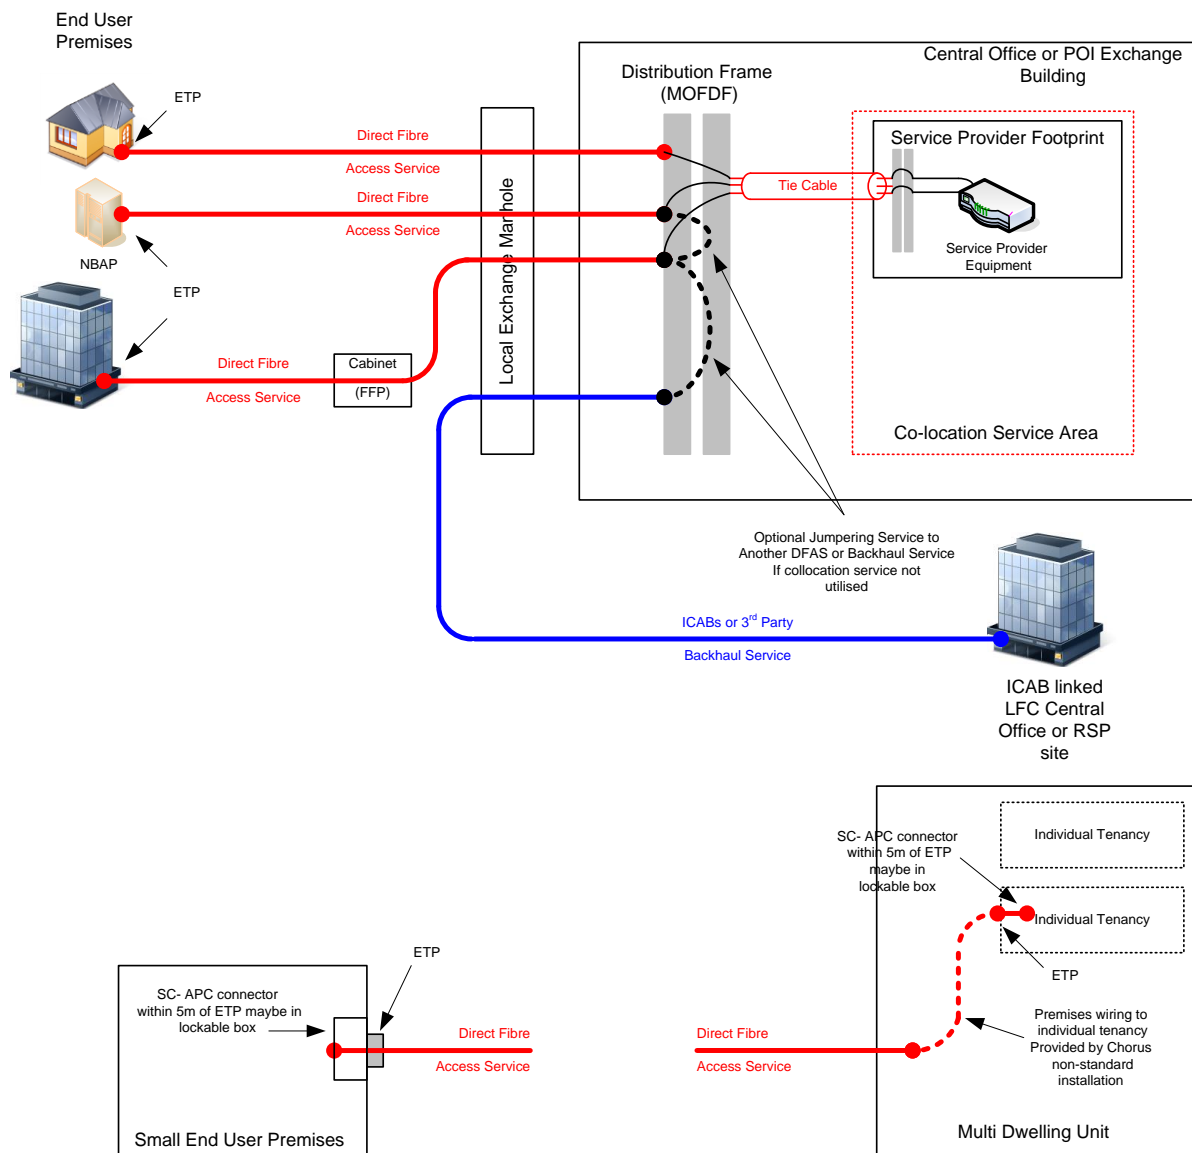 End User
Premises
ETP
NBAP
ETP
Direct Fibre
Access Service
Direct Fibre
Access Service
Direct Fibre
Access Service
Cabinet
(FFP)
Local Exchange Manhole
Distribution Frame
(MOFDF)
Central Office or POI Exchange
Building
Service Provider Footprint
Tie Cable
Service Provider
Equipment
Co-location Service Area
Optional Jumpering Service to
Another DFAS or Backhaul Service
If collocation service not
utilised
ICABs or 3rd Party
Backhaul Service
ICAB linked
LFC Central
Office or RSP
site
ETP
SC- APC connector
within 5m of ETP maybe in
lockable box
Direct Fibre
Access Service
Small End User Premises
Direct Fibre
Access Service
SC- APC connector
within 5m of ETP
maybe in
lockable box
Individual Tenancy
Individual Tenancy
ETP
Premises wiring to
individual tenancy
Provided by Chorus
non-standard
installation
Multi Dwelling Unit